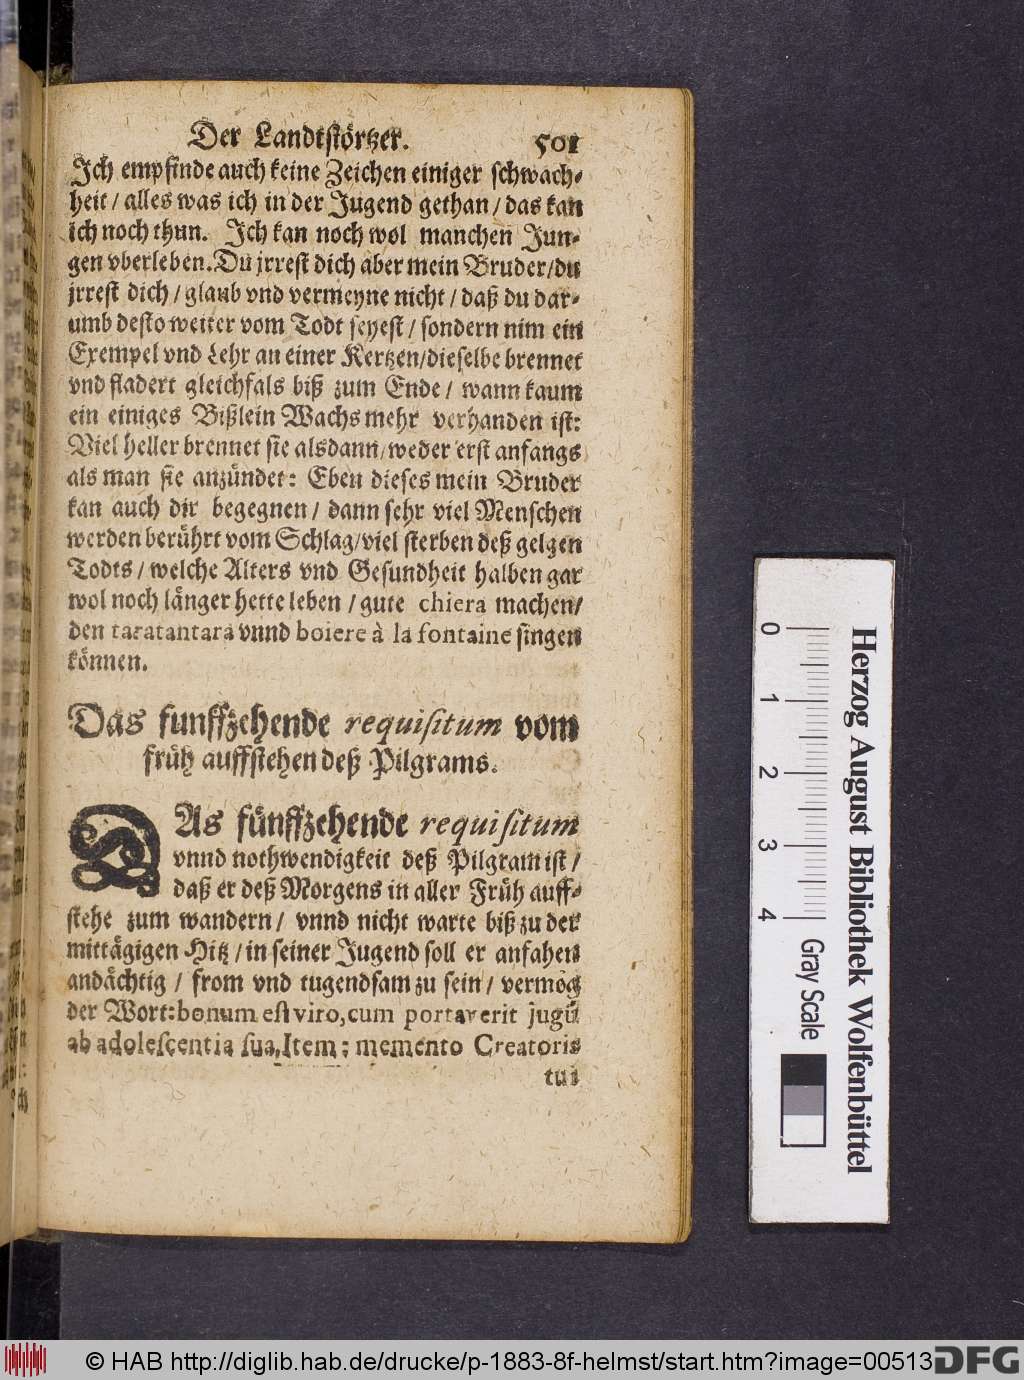 Der Landtstörtzer. 501
Ich empfinde auch keine Zeichen einiger schwach-
heit / alles was ich in der Jugend gethan / das kan
ich noch thun. Ich kan noch wol manchen Jun-
gen vberleben. Du jrrest dich aber mein Bruder / du
jrrest dich / glaub vnd vermeyne nicht / daß du dar-
umb desto weiter vom Todt seyest / sondern nim ein
Exempel vnd Lehr an einer Kertzen / dieselbe brennet
vnd fladert gleichfals biß zum Ende / wann kaum
ein einiges Bißlein Wachs mehr verhanden ist:
Viel heller brennet sie alsdann / weder erst anfangs
als man sie anzündet: Eben dieses mein Bruder
kan auch dir begegnen / dann sehr viel Menschen
werden berührt vom Schlag / viel sterben deß gelgen
Todts / welche Alters vnd Gesundheit halben gar
wol noch länger hette leben / gute chiera machen /
den taratantara vnnd boiere à la fontaine singen
können.
Das funffzehende requisitum vom
früh auffstehen deß Pilgrams.
DAs fünffzehende requisitum
vnnd nothwendigkeit deß Pilgram ist /
daß er deß Morgens in aller Früh auff-
stehe zum wandern / vnnd nicht warte biß zu der
mittägigen Hitz / in seiner Jugend soll er anfahen
andächtig / from vnd tugendsam zu sein / vermög
der Wort: bonum est viro, cum portaverit jugū
ab adolescentia sua, Item: memento Creatoris
tui
0 1 2 3 4
Gray Scale
Herzog August Bibliothek Wolfenbüttel
© HAB http://diglib.hab.de/drucke/p-1883-8f-helmst/start.htm?image=00513
DFG